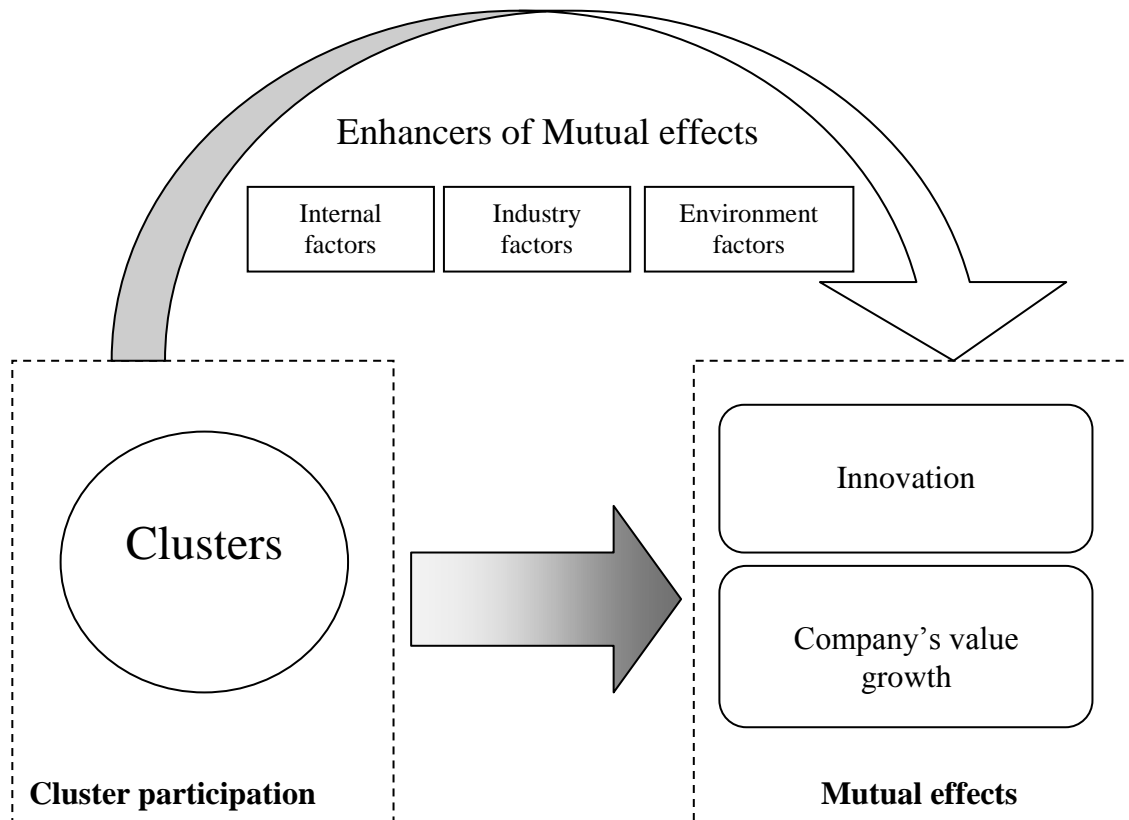 Enhancers of Mutual effects
Internal
factors
Industry
factors
Environment
factors
Clusters
Innovation
Company’s value
growth
Cluster participation
Mutual effects